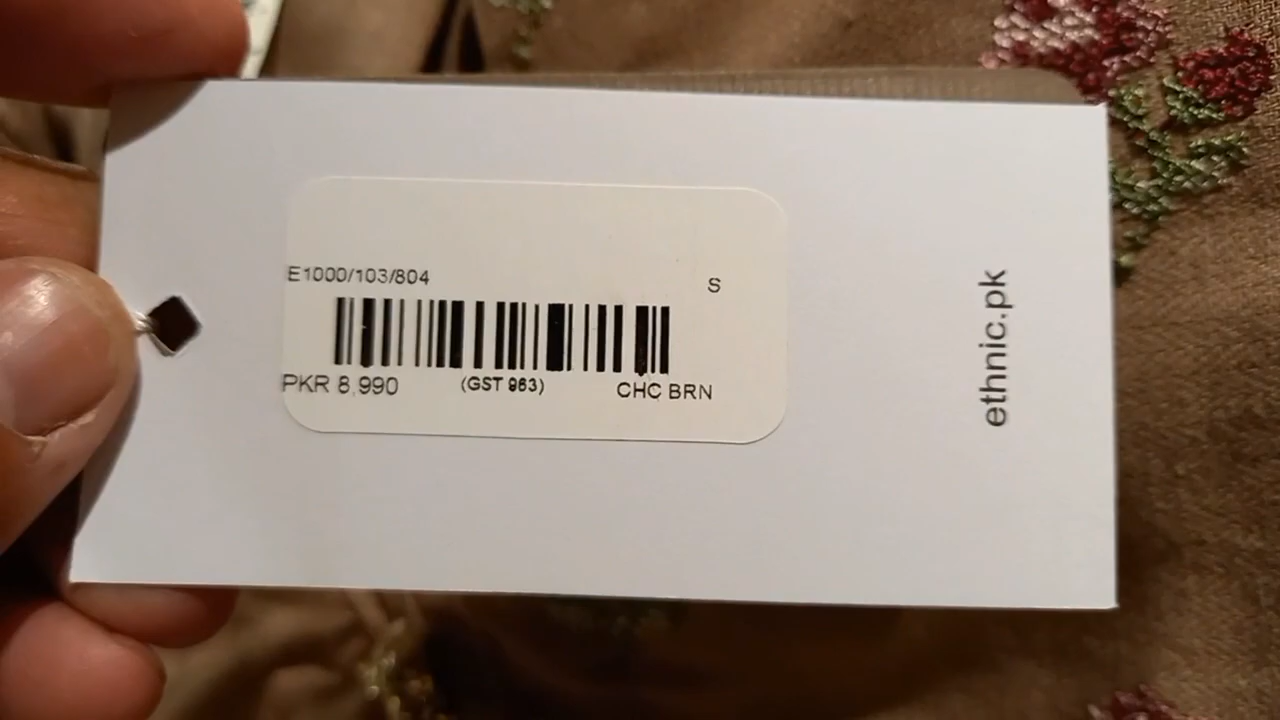 E1000/103/804
S
PKR 8,990 (GST 963) CHC BRN
ethnic.pk